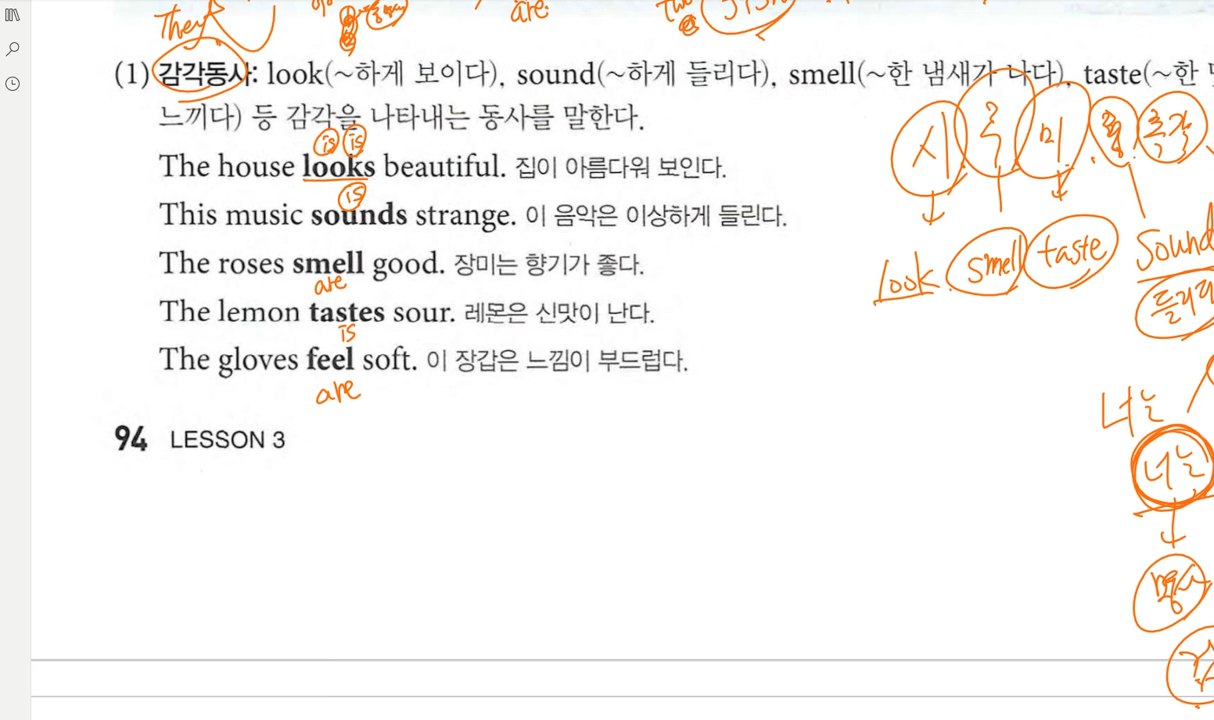 They are
(1) 감각동사: look(~하게 보이다), sound(~하게 들리다), smell(~한 냄새가 나다), taste(~한
느끼다) 등 감각을 나타내는 동사를 말한다.
시 후 미 청 촉각
is is
The house looks beautiful. 집이 아름다워 보인다.
is
This music sounds strange. 이 음악은 이상하게 들린다.
look smell taste sound
The roses smell good. 장미는 향기가 좋다.
are
The lemon tastes sour. 레몬은 신맛이 난다.
is
The gloves feel soft. 이 장갑은 느낌이 부드럽다.
are
너는
94 LESSON 3
너는